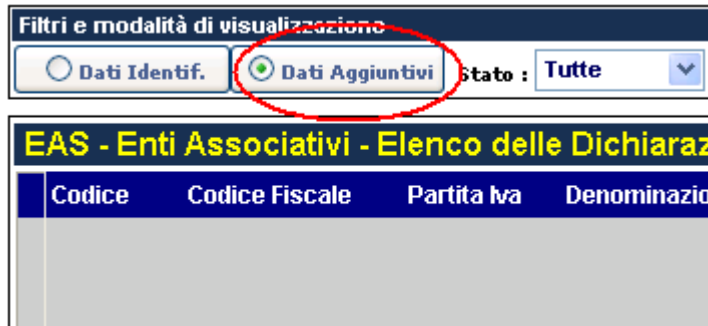 Filtri e modalità di visualizzazione
Dati Identif. Dati Aggiuntivi Stato : Tutte
EAS - Enti Associativi - Elenco delle Dichiaraz
Codice Codice Fiscale Partita Iva Denominazio